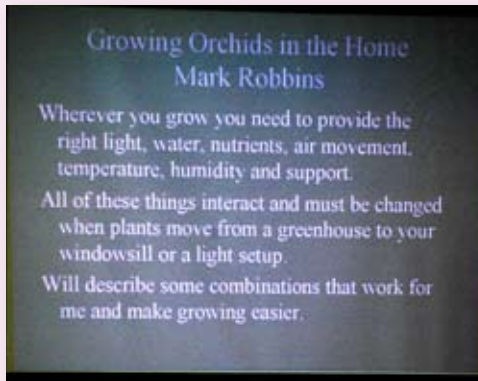 Growing Orchids in the Home
Mark Robbins
Wherever you grow you need to provide the
right light, water, nutrients, air movement,
temperature, humidity and support.
All of these things interact and must be changed
when plants move from a greenhouse to your
windowsill or a light setup.
Will describe some combinations that work for
me and make growing easier.